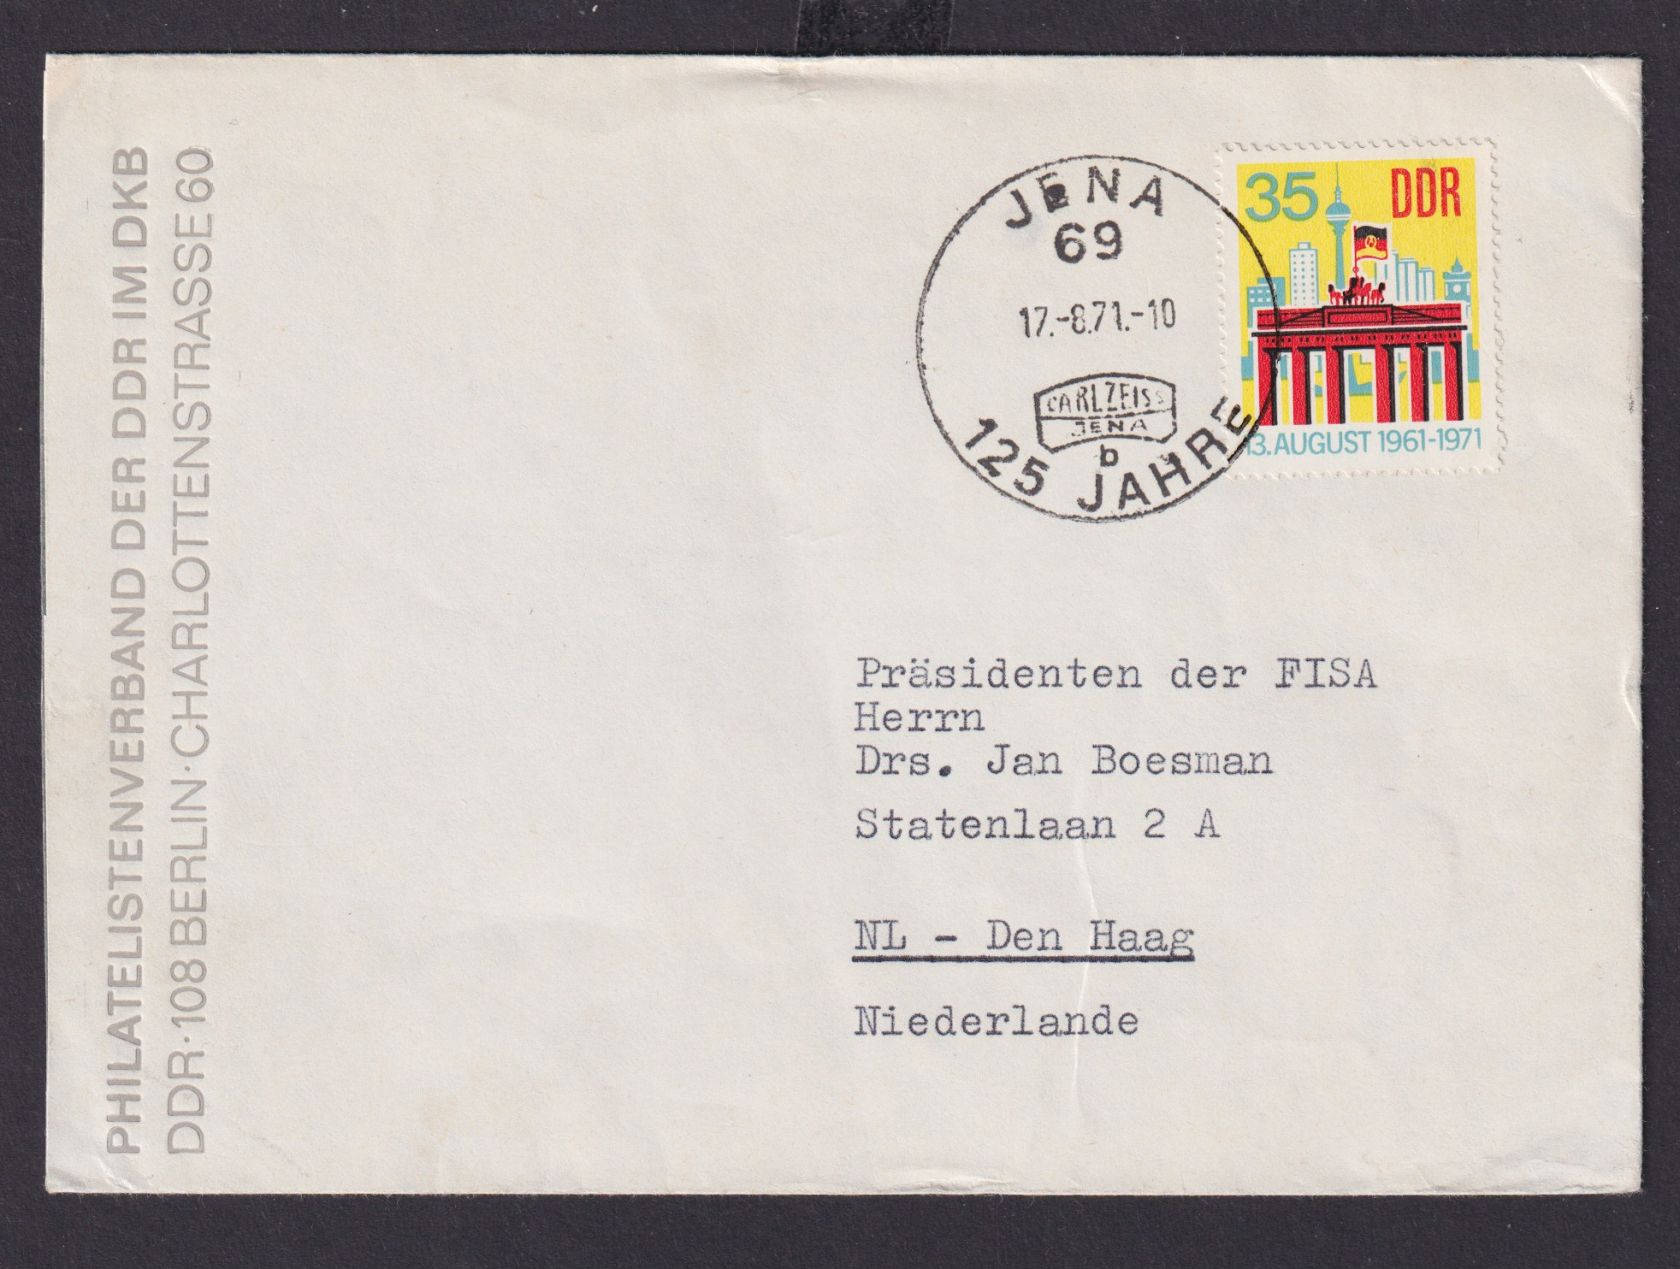 PHILATELISTENVERBAND DER DDR IM DKB
DDR·108 BERLIN·CHARLOTTENSTRASSE 60
JENA
69
17.-8.71.-10
CARL ZEISS
JENA
b
125 JAHRE
35 DDR
13. AUGUST 1961-1971
Präsidenten der FISA
Herrn
Drs. Jan Boesman
Statenlaan 2 A
NL - Den Haag
Niederlande